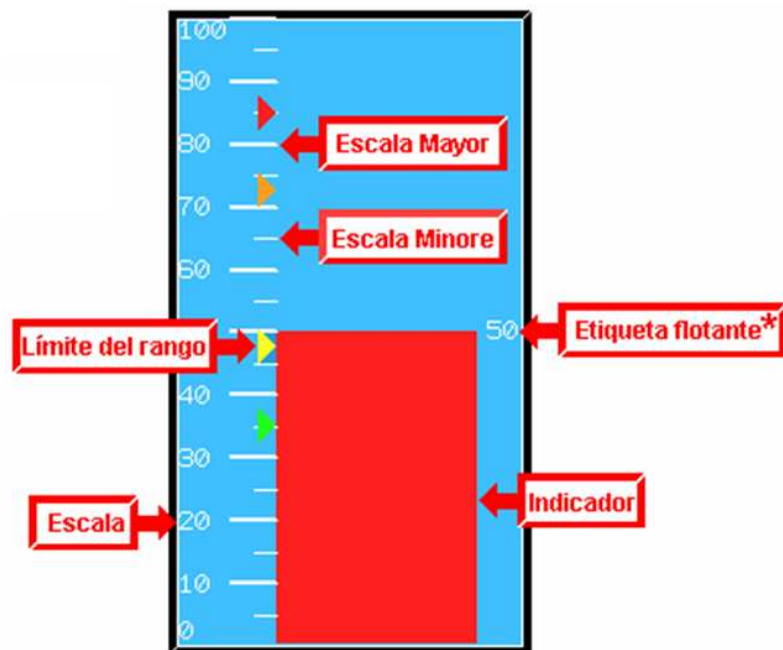 100
90
Escala Mayor
80
70
Escala Minore
60
50
Etiqueta flotante*
Límite del rango
40
30
Indicador
Escala
20
10
0